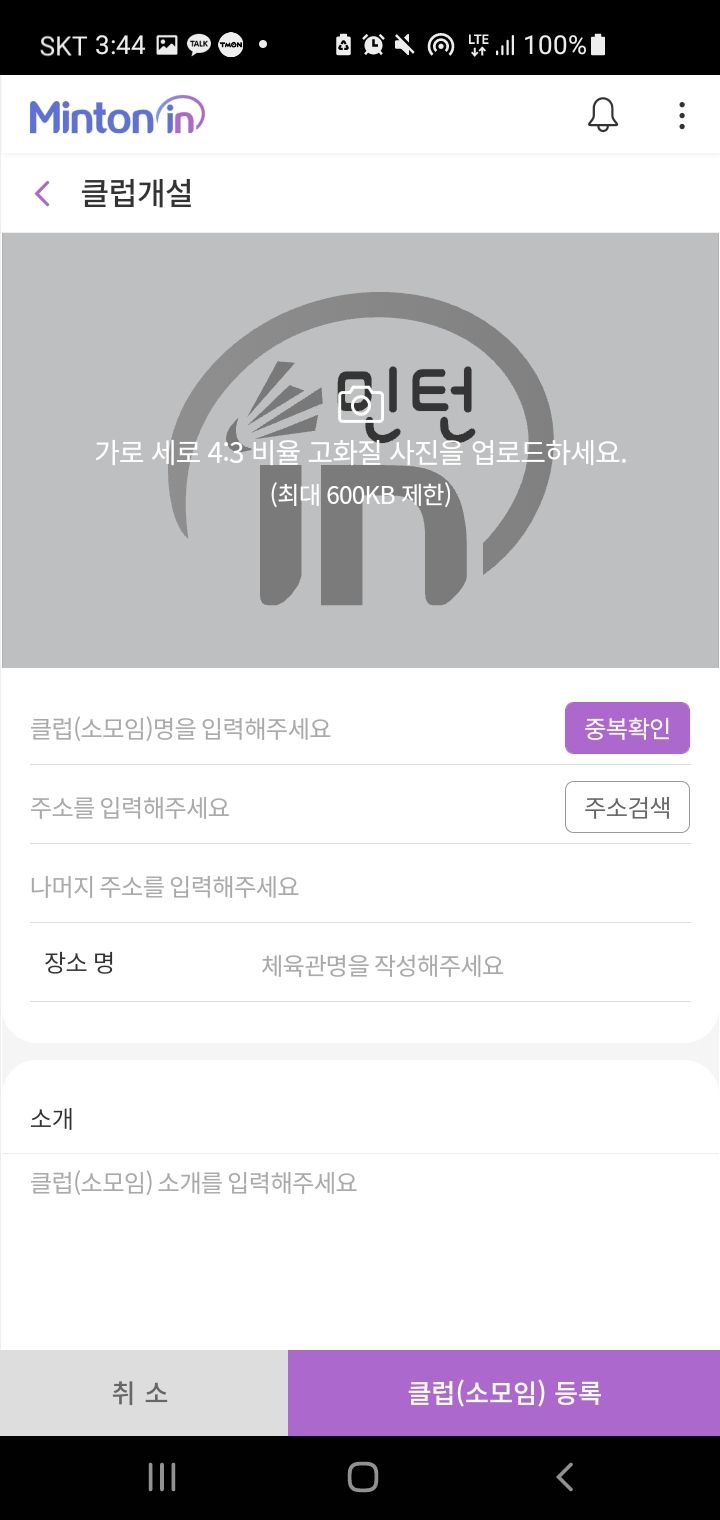 SKT 3:44 TALK TMON LTE 100%
Minton in
클럽개설
민턴
가로 세로 4:3 비율 고화질 사진을 업로드하세요.
(최대 600KB 제한)
in
클럽(소모임)명을 입력해주세요 중복확인
주소를 입력해주세요 주소검색
나머지 주소를 입력해주세요
장소 명 체육관명을 작성해주세요
소개
클럽(소모임) 소개를 입력해주세요
취 소 클럽(소모임) 등록